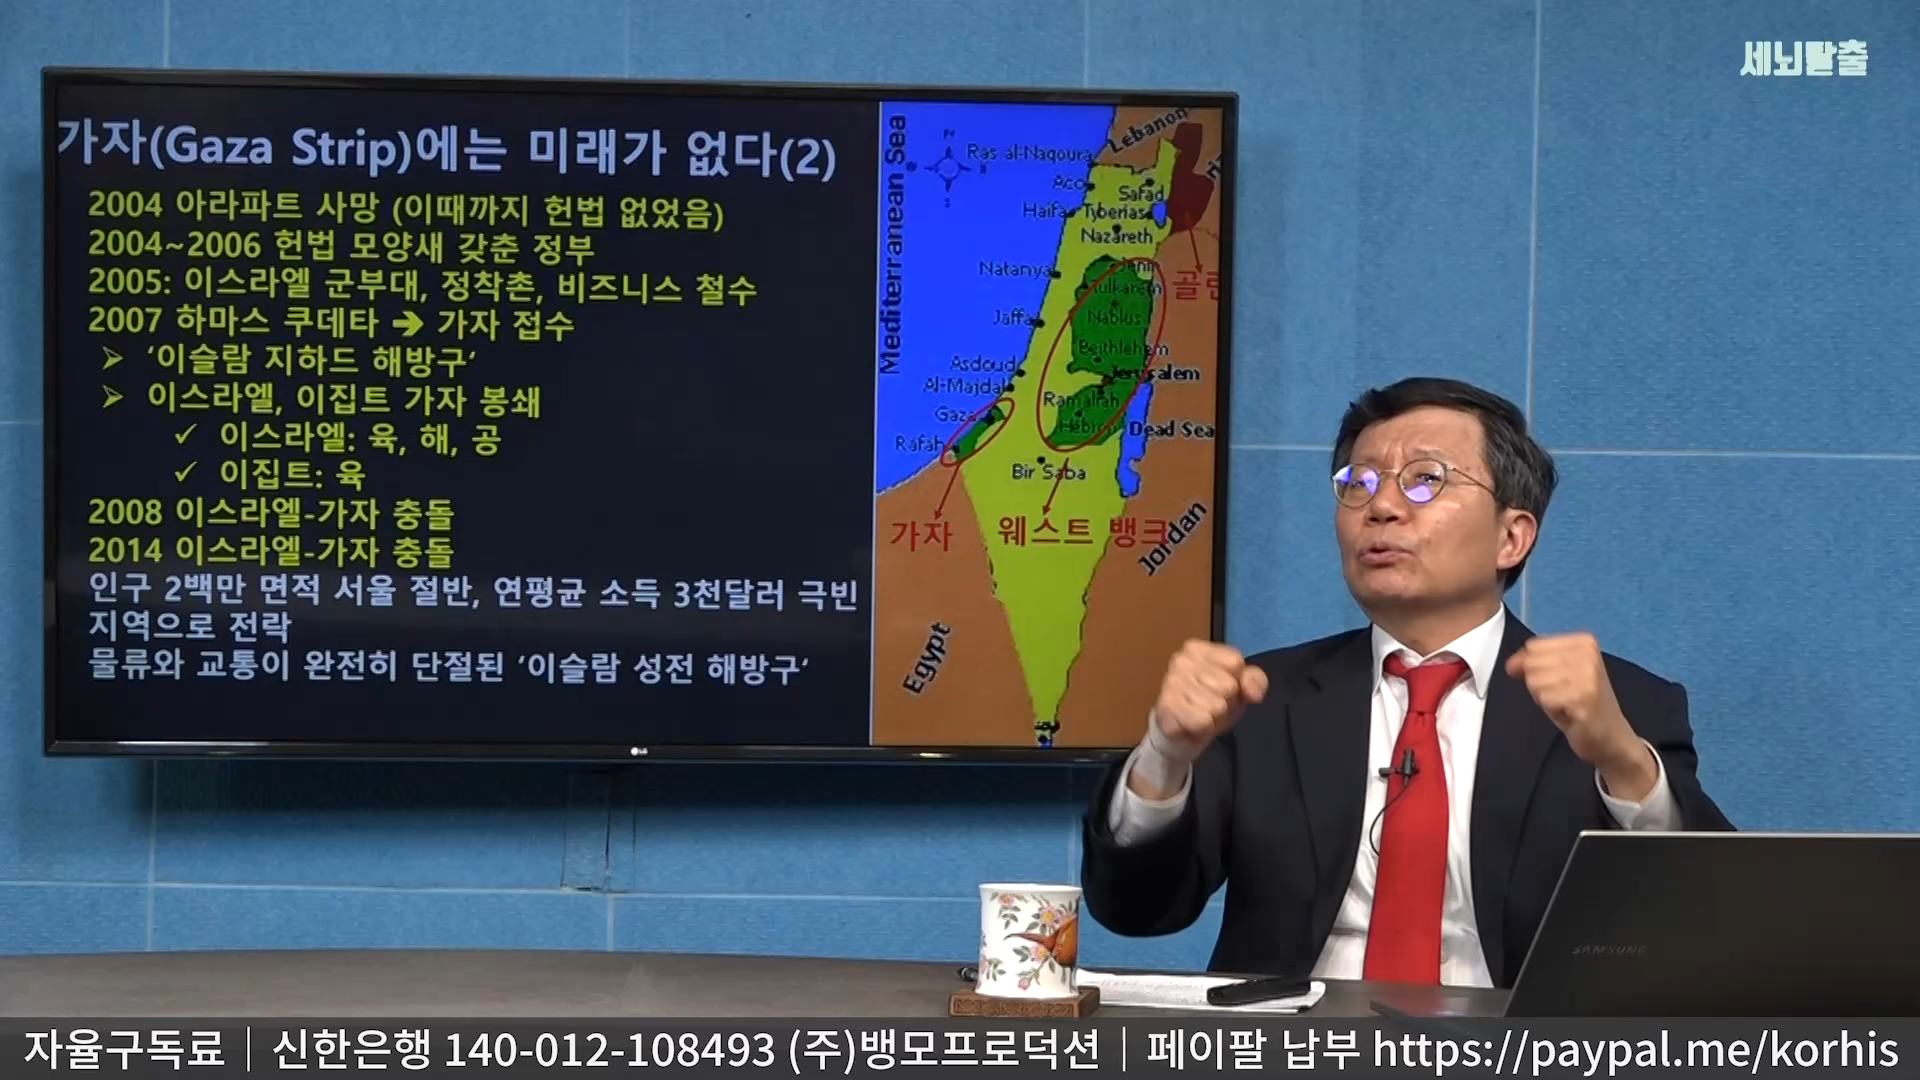 세뇌탈출
가자(Gaza Strip)에는 미래가 없다(2)
2004 아라파트 사망 (이때까지 헌법 없었음)
2004~2006 헌법 모양새 갖춘 정부
2005: 이스라엘 군부대, 정착촌, 비즈니스 철수
2007 하마스 쿠데타 ➔ 가자 접수
➢ ‘이슬람 지하드 해방구‘
➢ 이스라엘, 이집트 가자 봉쇄
✓ 이스라엘: 육, 해, 공
✓ 이집트: 육
2008 이스라엘-가자 충돌
2014 이스라엘-가자 충돌
인구 2백만 면적 서울 절반, 연평균 소득 3천달러 극빈
지역으로 전락
물류와 교통이 완전히 단절된 ‘이슬람 성전 해방구‘
Mediterranean Sea
N
S
Lebanon
Ras al-Naqoura
Aco
Safad
Haifa
Tyberias
Nazareth
Natanya
Jenin
Tulkarem
골란
Nablus
Jaffa
Beithlehem
Asdoud
Jerusalem
Al-Majdal
Ramallah
Gaza
Hebron
Dead Sea
Rafah
Bir Saba
가자
웨스트 뱅크
Jordan
Egypt
LG
SAMSUNG
자율구독료｜신한은행 140-012-108493 (주)뱅모프로덕션｜페이팔 납부 https://paypal.me/korhis